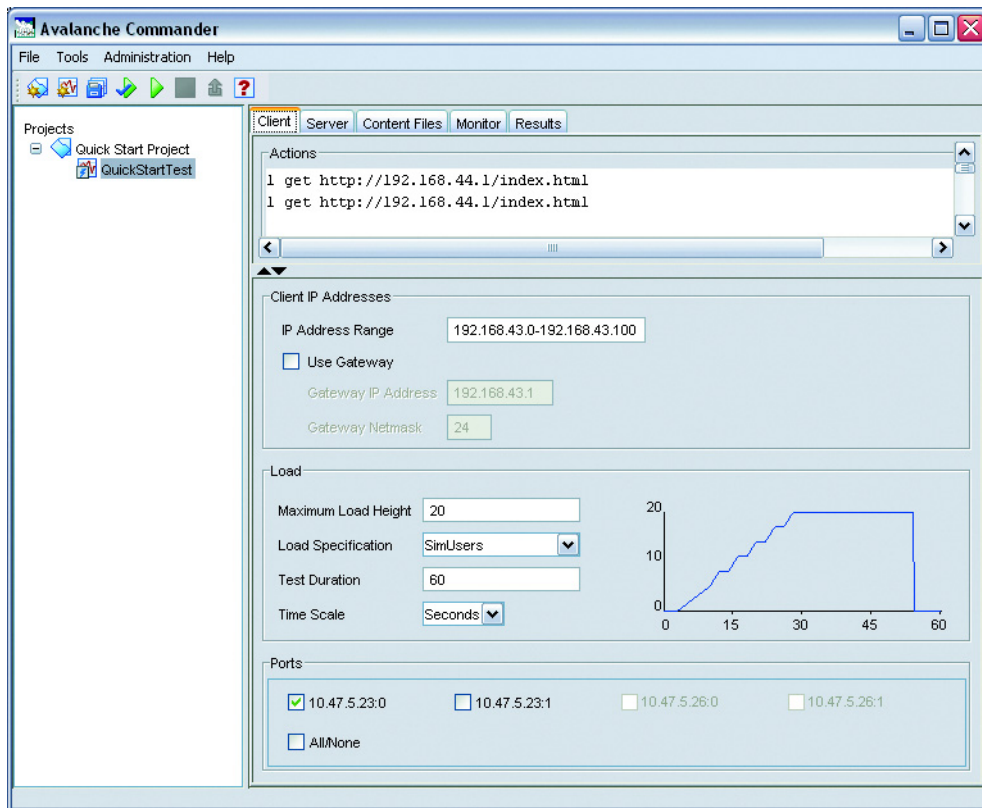 Avalanche Commander
File Tools Administration Help
Projects
Quick Start Project
QuickStartTest
Client Server Content Files Monitor Results
Actions
1 get http://192.168.44.1/index.html
1 get http://192.168.44.1/index.html
Client IP Addresses
IP Address Range 192.168.43.0-192.168.43.100
Use Gateway
Gateway IP Address 192.168.43.1
Gateway Netmask 24
Load
Maximum Load Height 20
Load Specification SimUsers
Test Duration 60
Time Scale Seconds
20
10
0
0 15 30 45 60
Ports
10.47.5.23:0 10.47.5.23:1 10.47.5.26:0 10.47.5.26:1
All/None